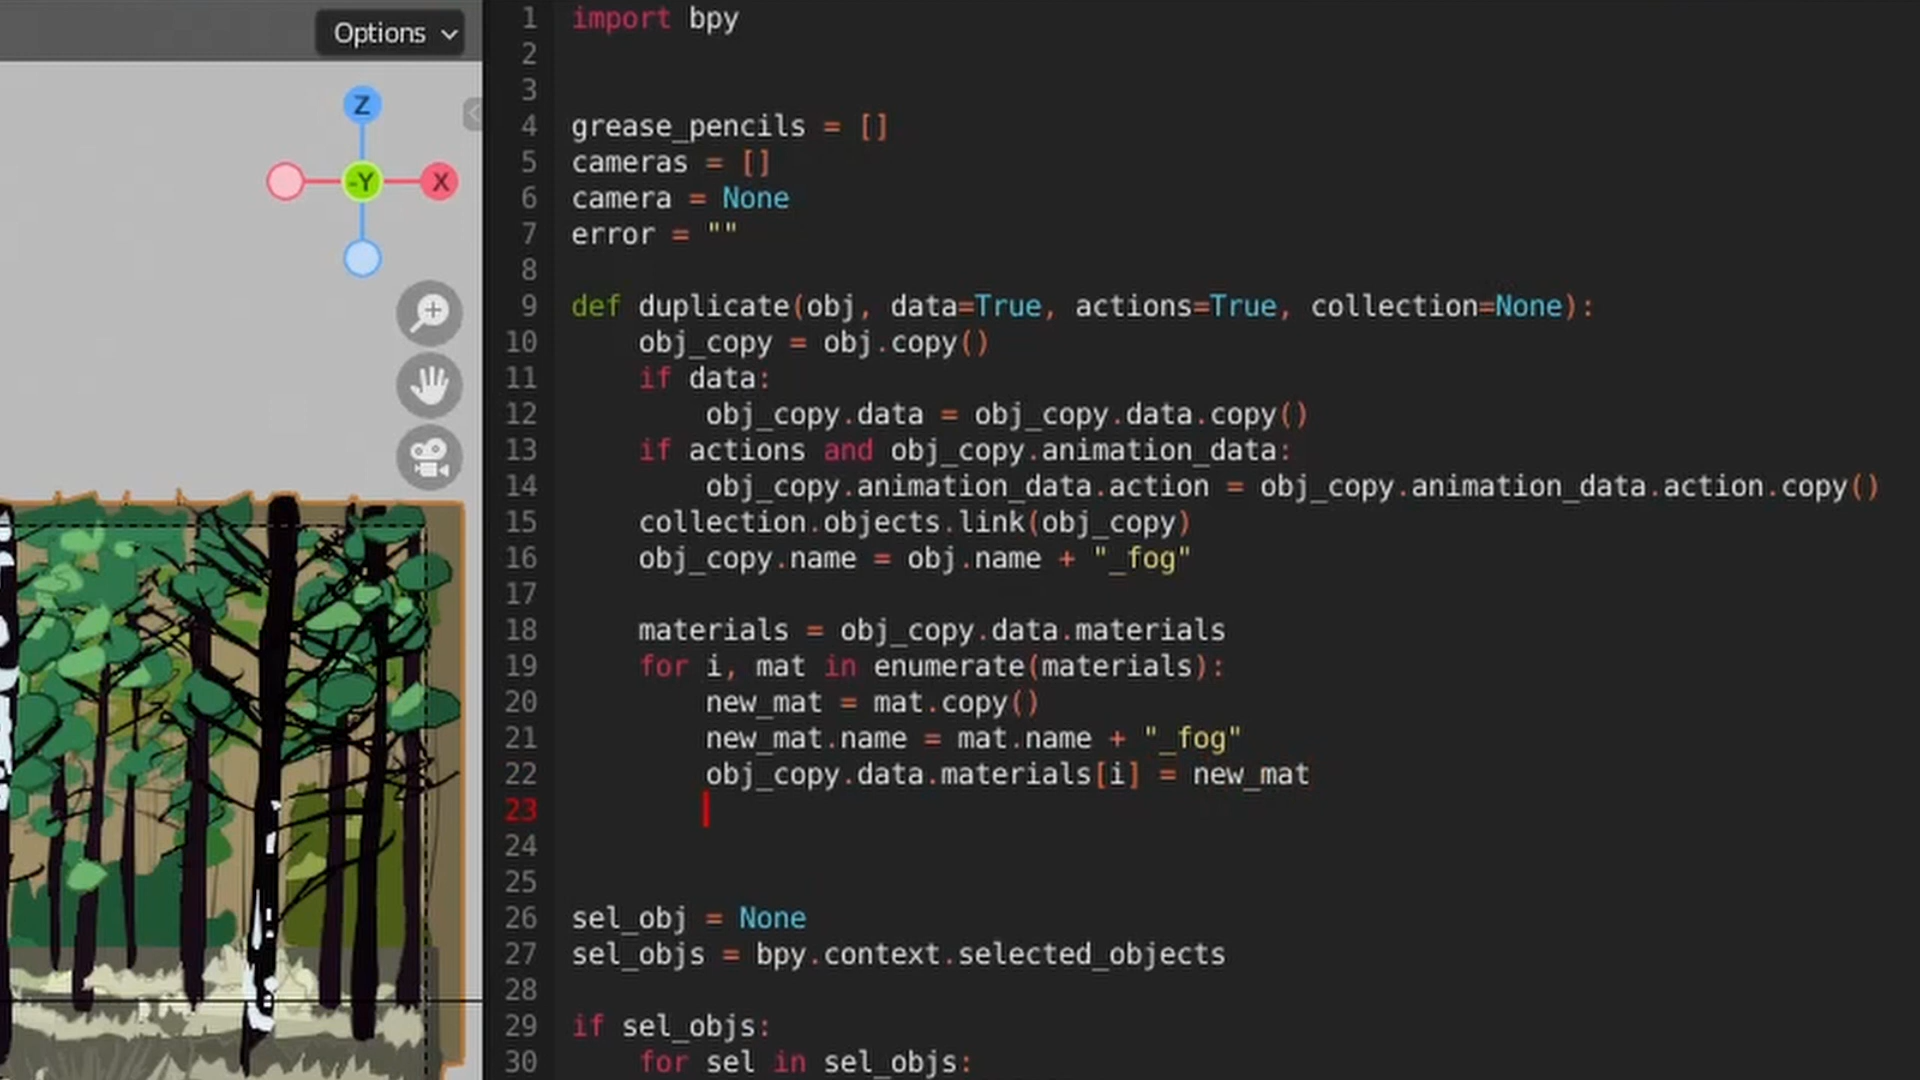 Options
Z
-Y
X
1 import bpy
2
3
4 grease_pencils = []
5 cameras = []
6 camera = None
7 error = ""
8
9 def duplicate(obj, data=True, actions=True, collection=None):
10     obj_copy = obj.copy()
11     if data:
12         obj_copy.data = obj_copy.data.copy()
13     if actions and obj_copy.animation_data:
14         obj_copy.animation_data.action = obj_copy.animation_data.action.copy()
15     collection.objects.link(obj_copy)
16     obj_copy.name = obj.name + "_fog"
17
18     materials = obj_copy.data.materials
19     for i, mat in enumerate(materials):
20         new_mat = mat.copy()
21         new_mat.name = mat.name + "_fog"
22         obj_copy.data.materials[i] = new_mat
23
24
25
26 sel_obj = None
27 sel_objs = bpy.context.selected_objects
28
29 if sel_objs:
30     for sel in sel_objs: